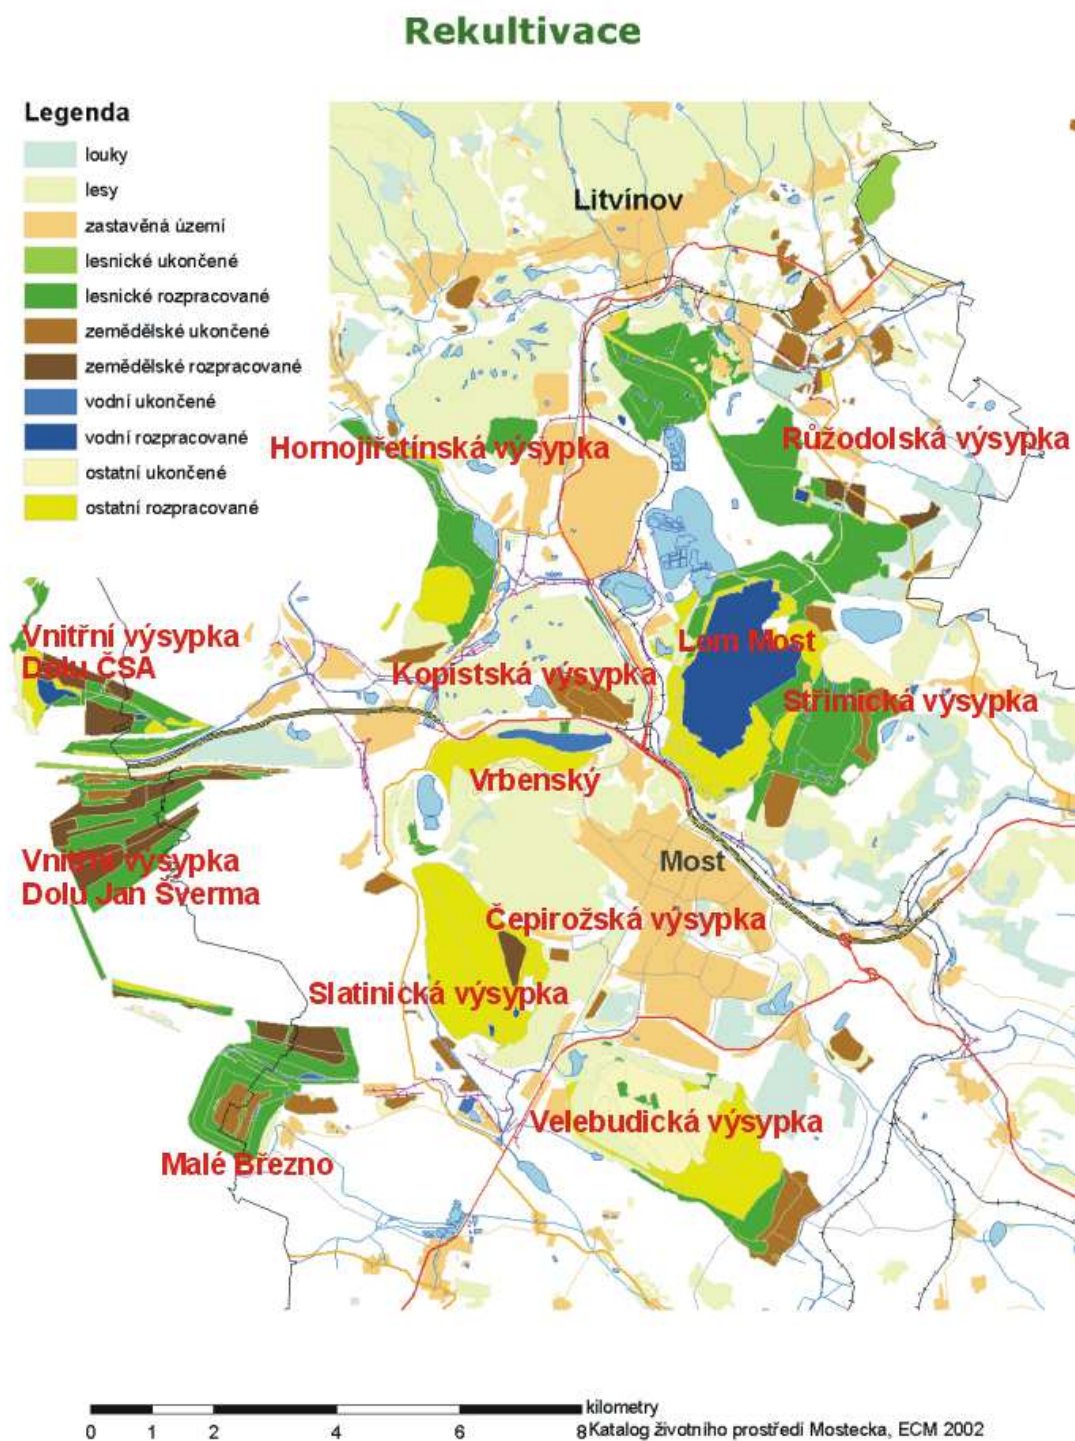 Rekultivace
Legenda
louky
lesy
zastavěná území
lesnické ukončené
lesnické rozpracované
zemědělské ukončené
zemědělské rozpracované
vodní ukončené
vodní rozpracované
ostatní ukončené
ostatní rozpracované
Litvínov
Hornojiřetínská výsypka
Růžodolská výsypka
Vnitřní výsypka
Dolu ČSA
Lom Most
Kopistská výsypka
Střimická výsypka
Vrbenský
Vnitřní výsypka
Dolu Jan Šverma
Most
Čepirožská výsypka
Slatinická výsypka
Velebudická výsypka
Malé Březno
kilometry
0 1 2 4 6 8
Katalog životního prostředí Mostecka, ECM 2002